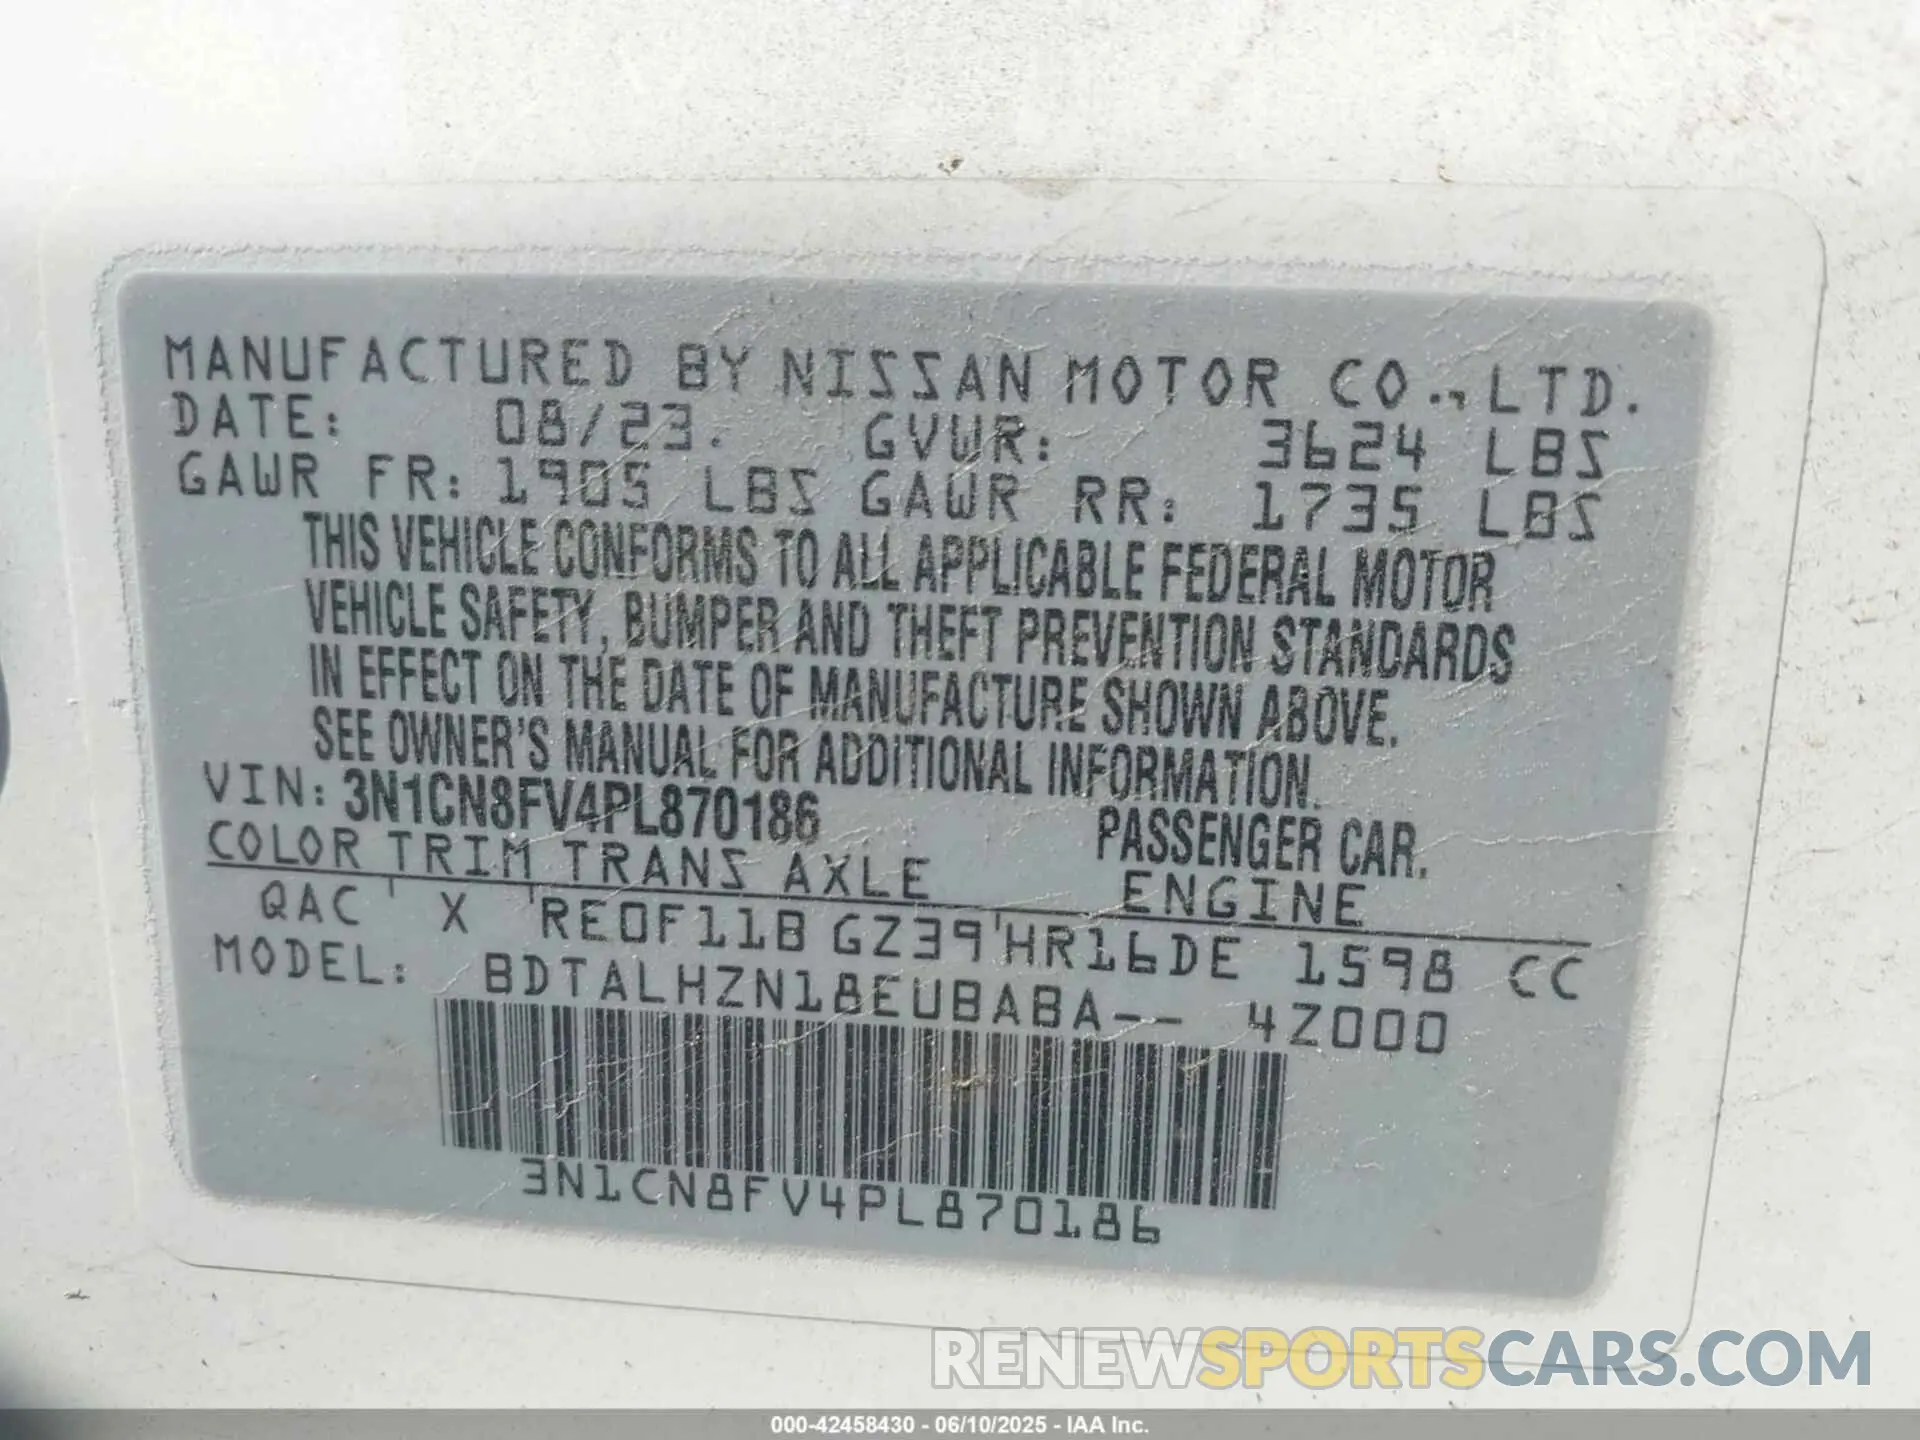 MANUFACTURED BY NISSAN MOTOR CO., LTD.
DATE: 08/23. GVWR: 3624 LBS
GAWR FR: 1905 LBS GAWR RR: 1735 LBS
THIS VEHICLE CONFORMS TO ALL APPLICABLE FEDERAL MOTOR
VEHICLE SAFETY, BUMPER AND THEFT PREVENTION STANDARDS
IN EFFECT ON THE DATE OF MANUFACTURE SHOWN ABOVE.
SEE OWNER'S MANUAL FOR ADDITIONAL INFORMATION.
VIN: 3N1CN8FV4PL870186 PASSENGER CAR.
COLOR TRIM TRANS AXLE ENGINE
QAC X RE0F11B GZ39 HR16DE 1598 CC
MODEL: BDTALHZN18EUBABA-- 4Z000
3N1CN8FV4PL870186
RENEWSPORTSCARS.COM
000-42458430 - 06/10/2025 - IAA Inc.